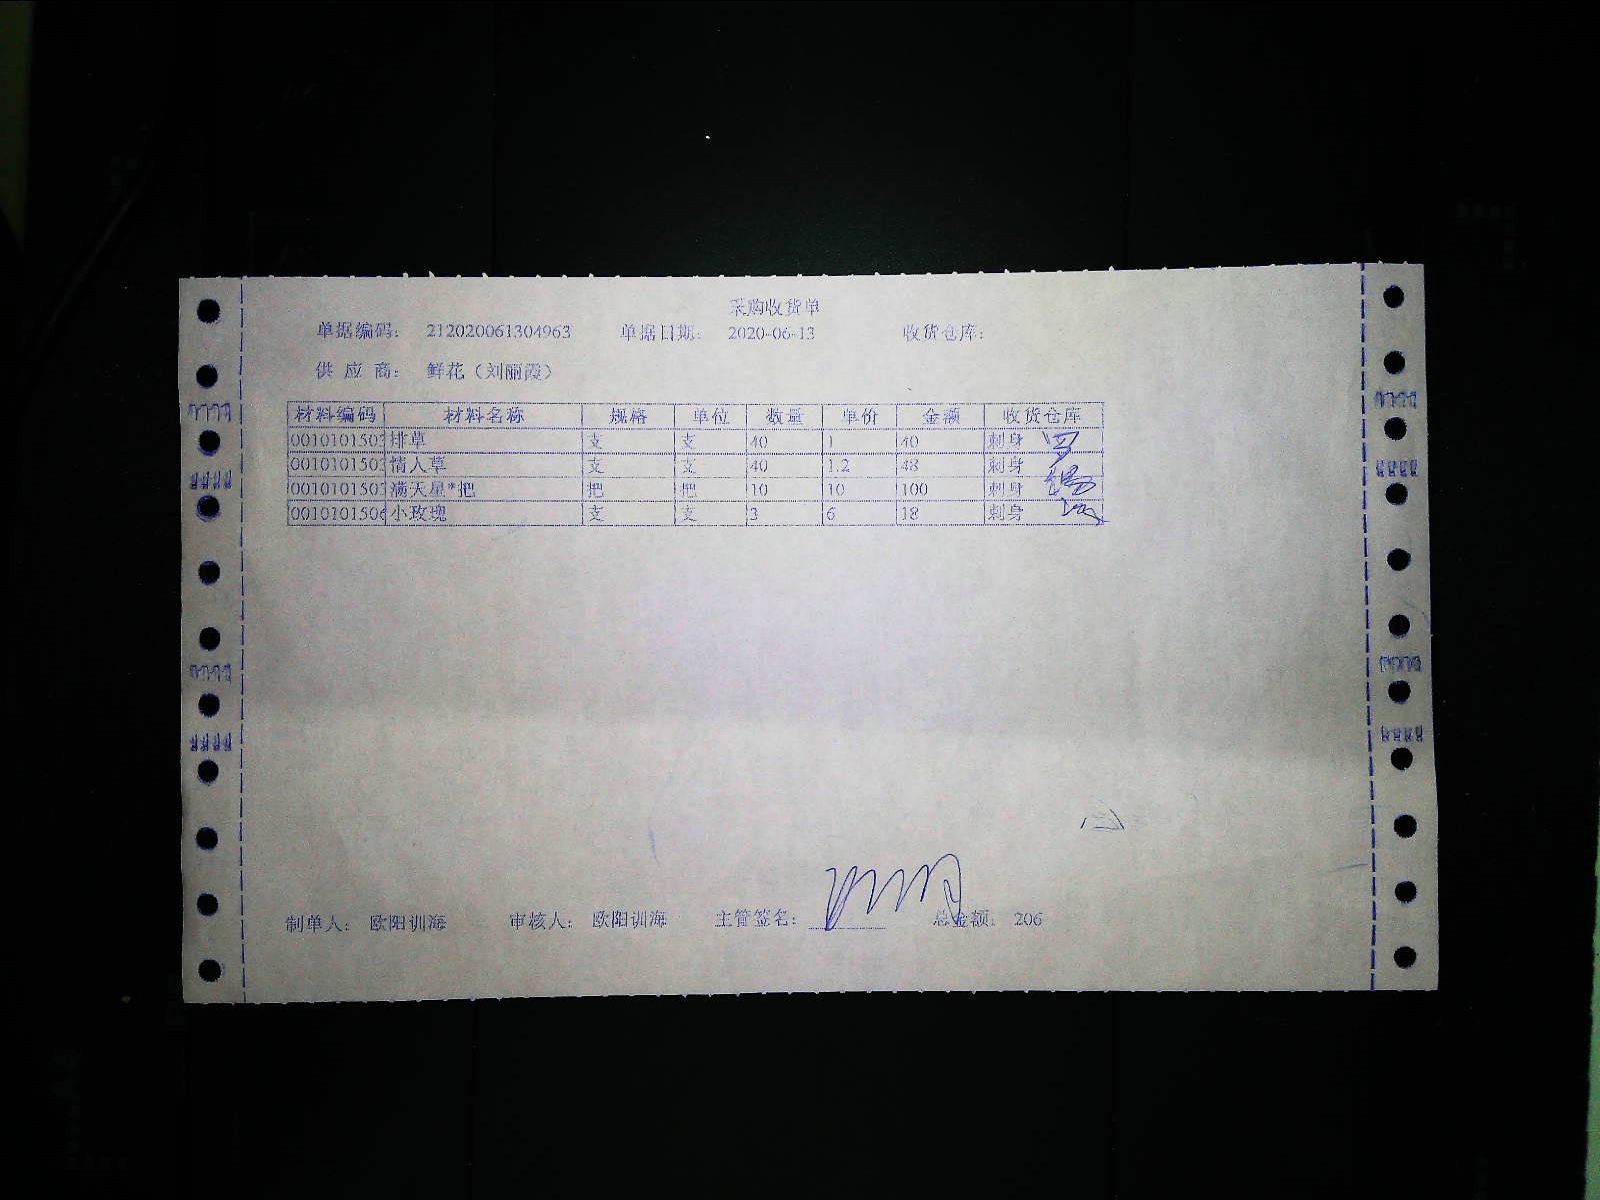 采购收货单
单据编码： 212020061304963 单据日期： 2020-06-13 收货仓库：
供 应 商： 鲜花（刘丽霞）
材料编码 材料名称 规格 单位 数量 单价 金额 收货仓库
0010101503 排草 支 支 40 1 40 刺身
0010101503 情人草 支 支 40 1.2 48 刺身
001010150 满天星*把 把 把 10 10 100 刺身
0010101506 小玫瑰 支 支 3 6 18 刺身
制单人： 欧阳训海 审核人： 欧阳训海 主管签名： 总金额： 206